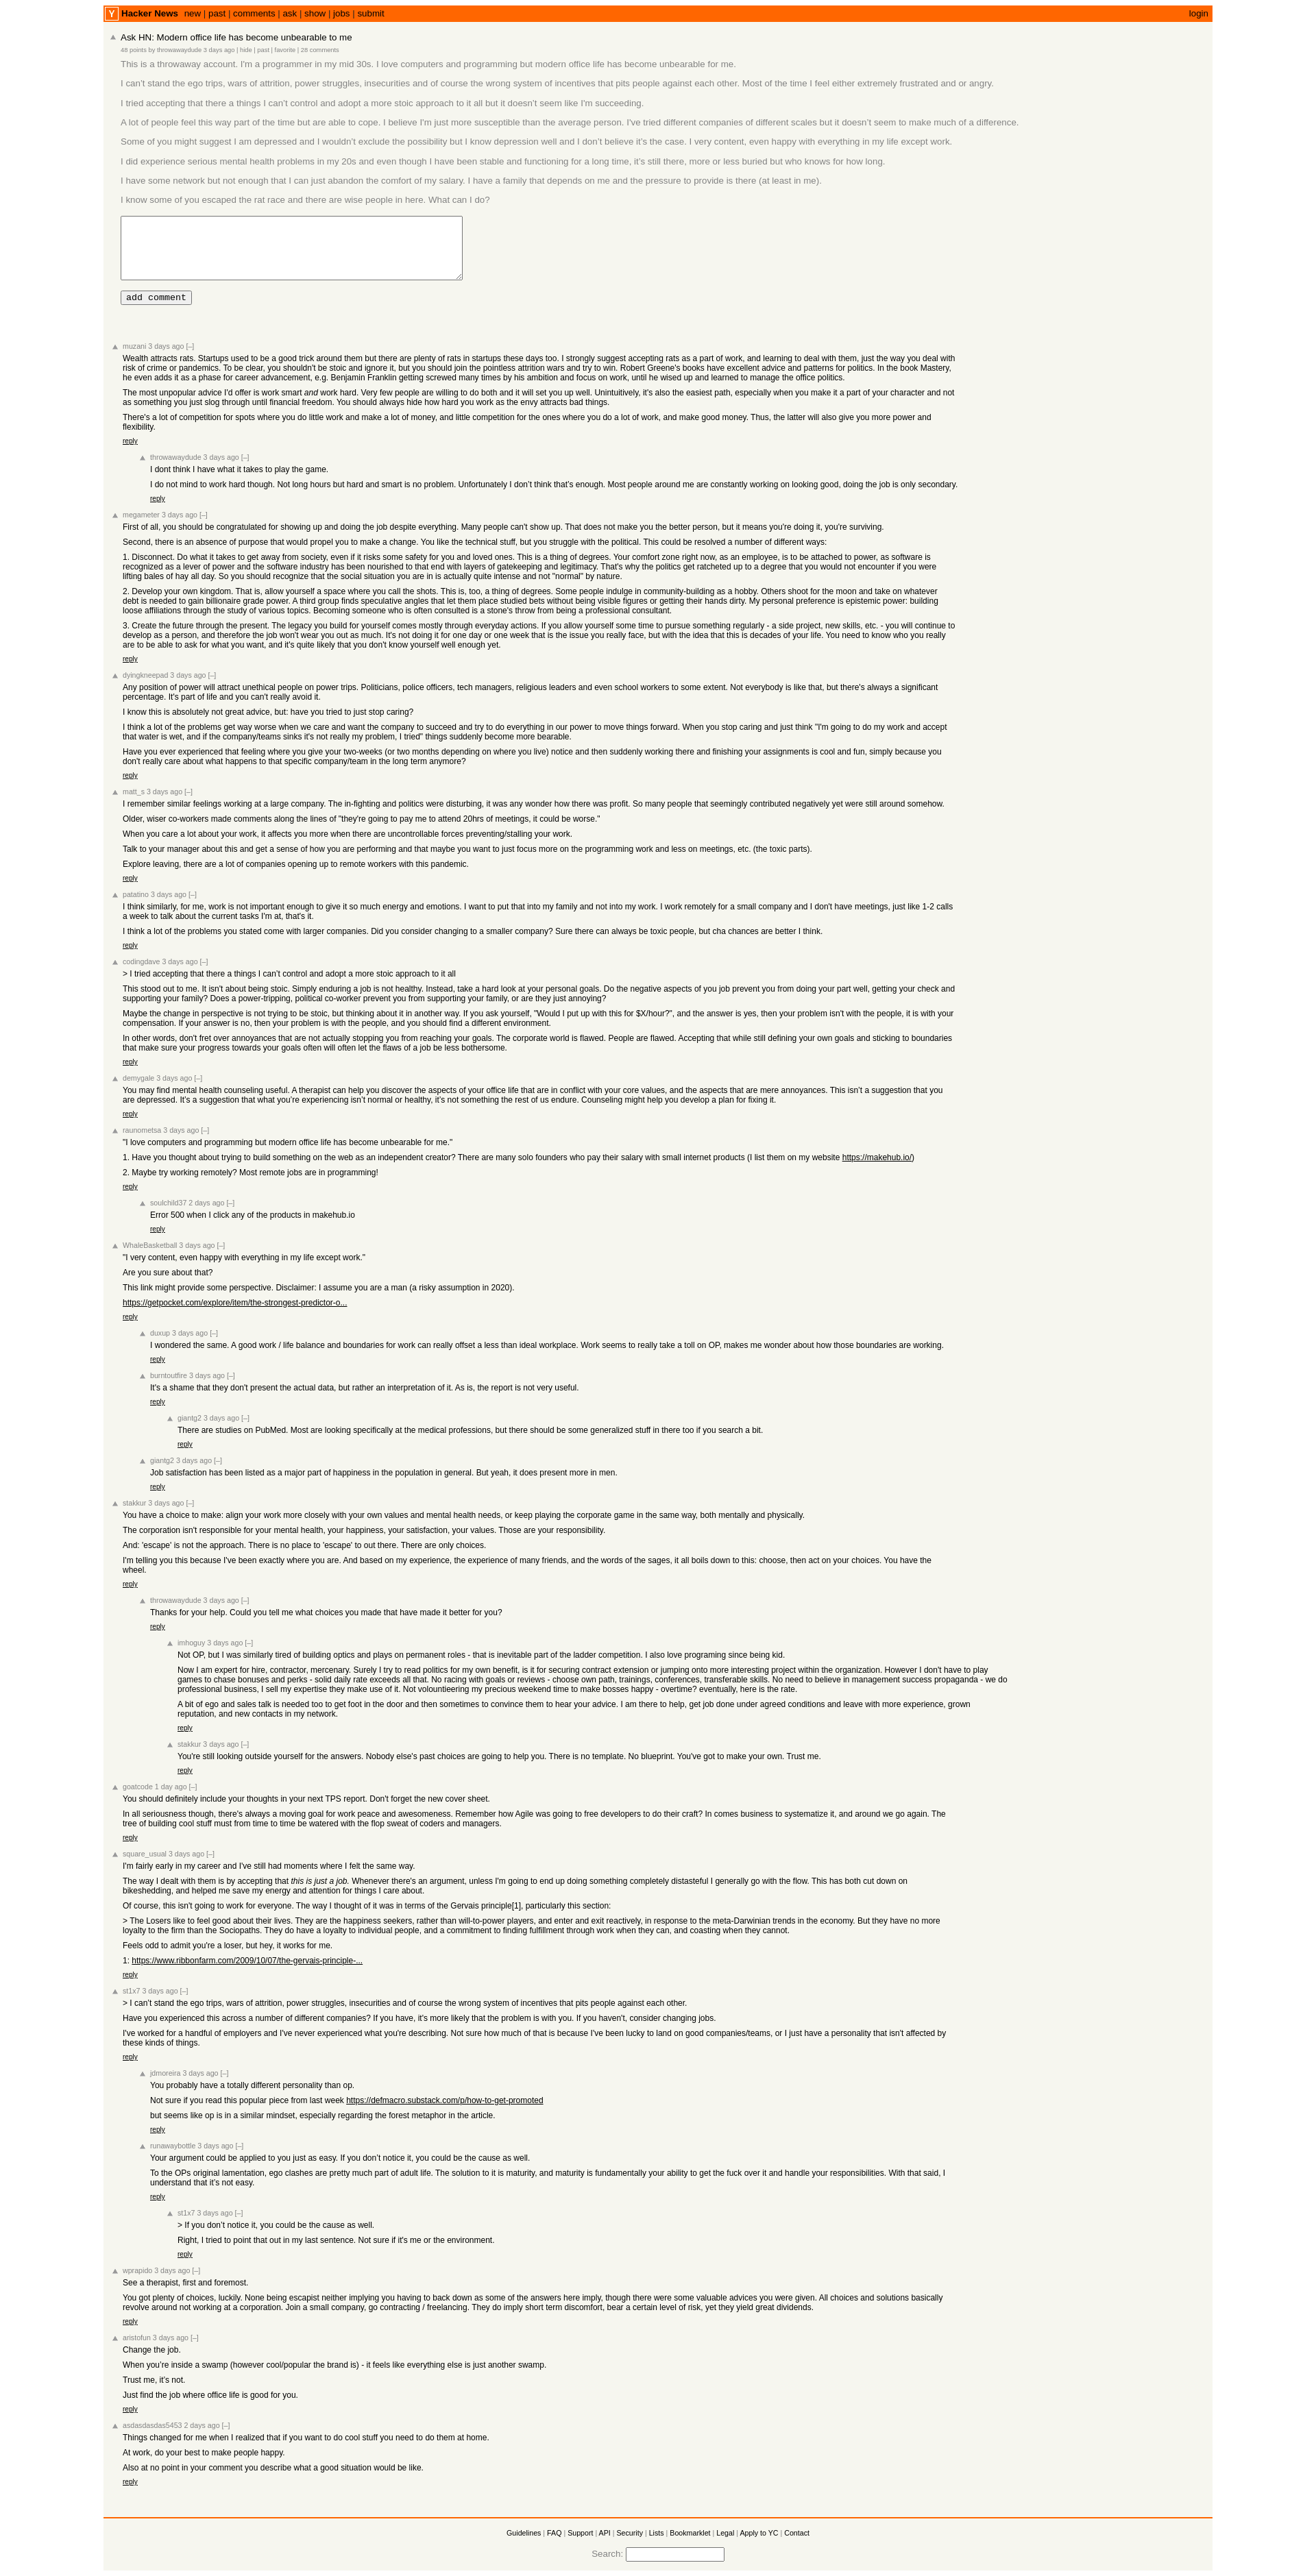 Y Hacker News new | past | comments | ask | show | jobs | submit login
Ask HN: Modern office life has become unbearable to me
48 points by throwawaydude 3 days ago | hide | past | favorite | 28 comments
This is a throwaway account. I'm a programmer in my mid 30s. I love computers and programming but modern office life has become unbearable for me.
I can't stand the ego trips, wars of attrition, power struggles, insecurities and of course the wrong system of incentives that pits people against each other. Most of the time I feel either extremely frustrated and or angry.
I tried accepting that there a things I can't control and adopt a more stoic approach to it all but it doesn't seem like I'm succeeding.
A lot of people feel this way part of the time but are able to cope. I believe I'm just more susceptible than the average person. I've tried different companies of different scales but it doesn't seem to make much of a difference.
Some of you might suggest I am depressed and I wouldn't exclude the possibility but I know depression well and I don't believe it's the case. I very content, even happy with everything in my life except work.
I did experience serious mental health problems in my 20s and even though I have been stable and functioning for a long time, it's still there, more or less buried but who knows for how long.
I have some network but not enough that I can just abandon the comfort of my salary. I have a family that depends on me and the pressure to provide is there (at least in me).
I know some of you escaped the rat race and there are wise people in here. What can I do?
add comment
muzani 3 days ago [–]
Wealth attracts rats. Startups used to be a good trick around them but there are plenty of rats in startups these days too. I strongly suggest accepting rats as a part of work, and learning to deal with them, just the way you deal with
risk of crime or pandemics. To be clear, you shouldn't be stoic and ignore it, but you should join the pointless attrition wars and try to win. Robert Greene's books have excellent advice and patterns for politics. In the book Mastery,
he even adds it as a phase for career advancement, e.g. Benjamin Franklin getting screwed many times by his ambition and focus on work, until he wised up and learned to manage the office politics.
The most unpopular advice I'd offer is work smart and work hard. Very few people are willing to do both and it will set you up well. Unintuitively, it's also the easiest path, especially when you make it a part of your character and not
as something you just slog through until financial freedom. You should always hide how hard you work as the envy attracts bad things.
There's a lot of competition for spots where you do little work and make a lot of money, and little competition for the ones where you do a lot of work, and make good money. Thus, the latter will also give you more power and
flexibility.
reply
throwawaydude 3 days ago [–]
I dont think I have what it takes to play the game.
I do not mind to work hard though. Not long hours but hard and smart is no problem. Unfortunately I don't think that's enough. Most people around me are constantly working on looking good, doing the job is only secondary.
reply
megameter 3 days ago [–]
First of all, you should be congratulated for showing up and doing the job despite everything. Many people can't show up. That does not make you the better person, but it means you're doing it, you're surviving.
Second, there is an absence of purpose that would propel you to make a change. You like the technical stuff, but you struggle with the political. This could be resolved a number of different ways:
1. Disconnect. Do what it takes to get away from society, even if it risks some safety for you and loved ones. This is a thing of degrees. Your comfort zone right now, as an employee, is to be attached to power, as software is
recognized as a lever of power and the software industry has been nourished to that end with layers of gatekeeping and legitimacy. That's why the politics get ratcheted up to a degree that you would not encounter if you were
lifting bales of hay all day. So you should recognize that the social situation you are in is actually quite intense and not "normal" by nature.
2. Develop your own kingdom. That is, allow yourself a space where you call the shots. This is, too, a thing of degrees. Some people indulge in community-building as a hobby. Others shoot for the moon and take on whatever
debt is needed to gain billionaire grade power. A third group finds speculative angles that let them place studied bets without being visible figures or getting their hands dirty. My personal preference is epistemic power: building
loose affiliations through the study of various topics. Becoming someone who is often consulted is a stone's throw from being a professional consultant.
3. Create the future through the present. The legacy you build for yourself comes mostly through everyday actions. If you allow yourself some time to pursue something regularly - a side project, new skills, etc. - you will continue to
develop as a person, and therefore the job won't wear you out as much. It's not doing it for one day or one week that is the issue you really face, but with the idea that this is decades of your life. You need to know who you really
are to be able to ask for what you want, and it's quite likely that you don't know yourself well enough yet.
reply
dyingkneepad 3 days ago [–]
Any position of power will attract unethical people on power trips. Politicians, police officers, tech managers, religious leaders and even school workers to some extent. Not everybody is like that, but there's always a significant
percentage. It's part of life and you can't really avoid it.
I know this is absolutely not great advice, but: have you tried to just stop caring?
I think a lot of the problems get way worse when we care and want the company to succeed and try to do everything in our power to move things forward. When you stop caring and just think "I'm going to do my work and accept
that water is wet, and if the company/teams sinks it's not really my problem, I tried" things suddenly become more bearable.
Have you ever experienced that feeling where you give your two-weeks (or two months depending on where you live) notice and then suddenly working there and finishing your assignments is cool and fun, simply because you
don't really care about what happens to that specific company/team in the long term anymore?
reply
matt_s 3 days ago [–]
I remember similar feelings working at a large company. The in-fighting and politics were disturbing, it was any wonder how there was profit. So many people that seemingly contributed negatively yet were still around somehow.
Older, wiser co-workers made comments along the lines of "they're going to pay me to attend 20hrs of meetings, it could be worse."
When you care a lot about your work, it affects you more when there are uncontrollable forces preventing/stalling your work.
Talk to your manager about this and get a sense of how you are performing and that maybe you want to just focus more on the programming work and less on meetings, etc. (the toxic parts).
Explore leaving, there are a lot of companies opening up to remote workers with this pandemic.
reply
patatino 3 days ago [–]
I think similarly, for me, work is not important enough to give it so much energy and emotions. I want to put that into my family and not into my work. I work remotely for a small company and I don't have meetings, just like 1-2 calls
a week to talk about the current tasks I'm at, that's it.
I think a lot of the problems you stated come with larger companies. Did you consider changing to a smaller company? Sure there can always be toxic people, but cha chances are better I think.
reply
codingdave 3 days ago [–]
> I tried accepting that there a things I can't control and adopt a more stoic approach to it all
This stood out to me. It isn't about being stoic. Simply enduring a job is not healthy. Instead, take a hard look at your personal goals. Do the negative aspects of you job prevent you from doing your part well, getting your check and
supporting your family? Does a power-tripping, political co-worker prevent you from supporting your family, or are they just annoying?
Maybe the change in perspective is not trying to be stoic, but thinking about it in another way. If you ask yourself, "Would I put up with this for $X/hour?", and the answer is yes, then your problem isn't with the people, it is with your
compensation. If your answer is no, then your problem is with the people, and you should find a different environment.
In other words, don't fret over annoyances that are not actually stopping you from reaching your goals. The corporate world is flawed. People are flawed. Accepting that while still defining your own goals and sticking to boundaries
that make sure your progress towards your goals often will often let the flaws of a job be less bothersome.
reply
demygale 3 days ago [–]
You may find mental health counseling useful. A therapist can help you discover the aspects of your office life that are in conflict with your core values, and the aspects that are mere annoyances. This isn't a suggestion that you
are depressed. It's a suggestion that what you're experiencing isn't normal or healthy, it's not something the rest of us endure. Counseling might help you develop a plan for fixing it.
reply
raunometsa 3 days ago [–]
"I love computers and programming but modern office life has become unbearable for me."
1. Have you thought about trying to build something on the web as an independent creator? There are many solo founders who pay their salary with small internet products (I list them on my website https://makehub.io/)
2. Maybe try working remotely? Most remote jobs are in programming!
reply
soulchild37 2 days ago [–]
Error 500 when I click any of the products in makehub.io
reply
WhaleBasketball 3 days ago [–]
"I very content, even happy with everything in my life except work."
Are you sure about that?
This link might provide some perspective. Disclaimer: I assume you are a man (a risky assumption in 2020).
https://getpocket.com/explore/item/the-strongest-predictor-o...
reply
duxup 3 days ago [–]
I wondered the same. A good work / life balance and boundaries for work can really offset a less than ideal workplace. Work seems to really take a toll on OP, makes me wonder about how those boundaries are working.
reply
burntoutfire 3 days ago [–]
It's a shame that they don't present the actual data, but rather an interpretation of it. As is, the report is not very useful.
reply
giantg2 3 days ago [–]
There are studies on PubMed. Most are looking specifically at the medical professions, but there should be some generalized stuff in there too if you search a bit.
reply
giantg2 3 days ago [–]
Job satisfaction has been listed as a major part of happiness in the population in general. But yeah, it does present more in men.
reply
stakkur 3 days ago [–]
You have a choice to make: align your work more closely with your own values and mental health needs, or keep playing the corporate game in the same way, both mentally and physically.
The corporation isn't responsible for your mental health, your happiness, your satisfaction, your values. Those are your responsibility.
And: 'escape' is not the approach. There is no place to 'escape' to out there. There are only choices.
I'm telling you this because I've been exactly where you are. And based on my experience, the experience of many friends, and the words of the sages, it all boils down to this: choose, then act on your choices. You have the
wheel.
reply
throwawaydude 3 days ago [–]
Thanks for your help. Could you tell me what choices you made that have made it better for you?
reply
imhoguy 3 days ago [–]
Not OP, but I was similarly tired of building optics and plays on permanent roles - that is inevitable part of the ladder competition. I also love programing since being kid.
Now I am expert for hire, contractor, mercenary. Surely I try to read politics for my own benefit, is it for securing contract extension or jumping onto more interesting project within the organization. However I don't have to play
games to chase bonuses and perks - solid daily rate exceeds all that. No racing with goals or reviews - choose own path, trainings, conferences, transferable skills. No need to believe in management success propaganda - we do
professional business, I sell my expertise they make use of it. Not volountieering my precious weekend time to make bosses happy - overtime? eventually, here is the rate.
A bit of ego and sales talk is needed too to get foot in the door and then sometimes to convince them to hear your advice. I am there to help, get job done under agreed conditions and leave with more experience, grown
reputation, and new contacts in my network.
reply
stakkur 3 days ago [–]
You're still looking outside yourself for the answers. Nobody else's past choices are going to help you. There is no template. No blueprint. You've got to make your own. Trust me.
reply
goatcode 1 day ago [–]
You should definitely include your thoughts in your next TPS report. Don't forget the new cover sheet.
In all seriousness though, there's always a moving goal for work peace and awesomeness. Remember how Agile was going to free developers to do their craft? In comes business to systematize it, and around we go again. The
tree of building cool stuff must from time to time be watered with the flop sweat of coders and managers.
reply
square_usual 3 days ago [–]
I'm fairly early in my career and I've still had moments where I felt the same way.
The way I dealt with them is by accepting that this is just a job. Whenever there's an argument, unless I'm going to end up doing something completely distasteful I generally go with the flow. This has both cut down on
bikeshedding, and helped me save my energy and attention for things I care about.
Of course, this isn't going to work for everyone. The way I thought of it was in terms of the Gervais principle[1], particularly this section:
> The Losers like to feel good about their lives. They are the happiness seekers, rather than will-to-power players, and enter and exit reactively, in response to the meta-Darwinian trends in the economy. But they have no more
loyalty to the firm than the Sociopaths. They do have a loyalty to individual people, and a commitment to finding fulfillment through work when they can, and coasting when they cannot.
Feels odd to admit you're a loser, but hey, it works for me.
1: https://www.ribbonfarm.com/2009/10/07/the-gervais-principle-...
reply
st1x7 3 days ago [–]
> I can't stand the ego trips, wars of attrition, power struggles, insecurities and of course the wrong system of incentives that pits people against each other.
Have you experienced this across a number of different companies? If you have, it's more likely that the problem is with you. If you haven't, consider changing jobs.
I've worked for a handful of employers and I've never experienced what you're describing. Not sure how much of that is because I've been lucky to land on good companies/teams, or I just have a personality that isn't affected by
these kinds of things.
reply
jdmoreira 3 days ago [–]
You probably have a totally different personality than op.
Not sure if you read this popular piece from last week https://defmacro.substack.com/p/how-to-get-promoted
but seems like op is in a similar mindset, especially regarding the forest metaphor in the article.
reply
runawaybottle 3 days ago [–]
Your argument could be applied to you just as easy. If you don't notice it, you could be the cause as well.
To the OPs original lamentation, ego clashes are pretty much part of adult life. The solution to it is maturity, and maturity is fundamentally your ability to get the fuck over it and handle your responsibilities. With that said, I
understand that it's not easy.
reply
st1x7 3 days ago [–]
> If you don't notice it, you could be the cause as well.
Right, I tried to point that out in my last sentence. Not sure if it's me or the environment.
reply
wprapido 3 days ago [–]
See a therapist, first and foremost.
You got plenty of choices, luckily. None being escapist neither implying you having to back down as some of the answers here imply, though there were some valuable advices you were given. All choices and solutions basically
revolve around not working at a corporation. Join a small company, go contracting / freelancing. They do imply short term discomfort, bear a certain level of risk, yet they yield great dividends.
reply
aristofun 3 days ago [–]
Change the job.
When you're inside a swamp (however cool/popular the brand is) - it feels like everything else is just another swamp.
Trust me, it's not.
Just find the job where office life is good for you.
reply
asdasdasdas5453 2 days ago [–]
Things changed for me when I realized that if you want to do cool stuff you need to do them at home.
At work, do your best to make people happy.
Also at no point in your comment you describe what a good situation would be like.
reply
Guidelines | FAQ | Support | API | Security | Lists | Bookmarklet | Legal | Apply to YC | Contact
Search: